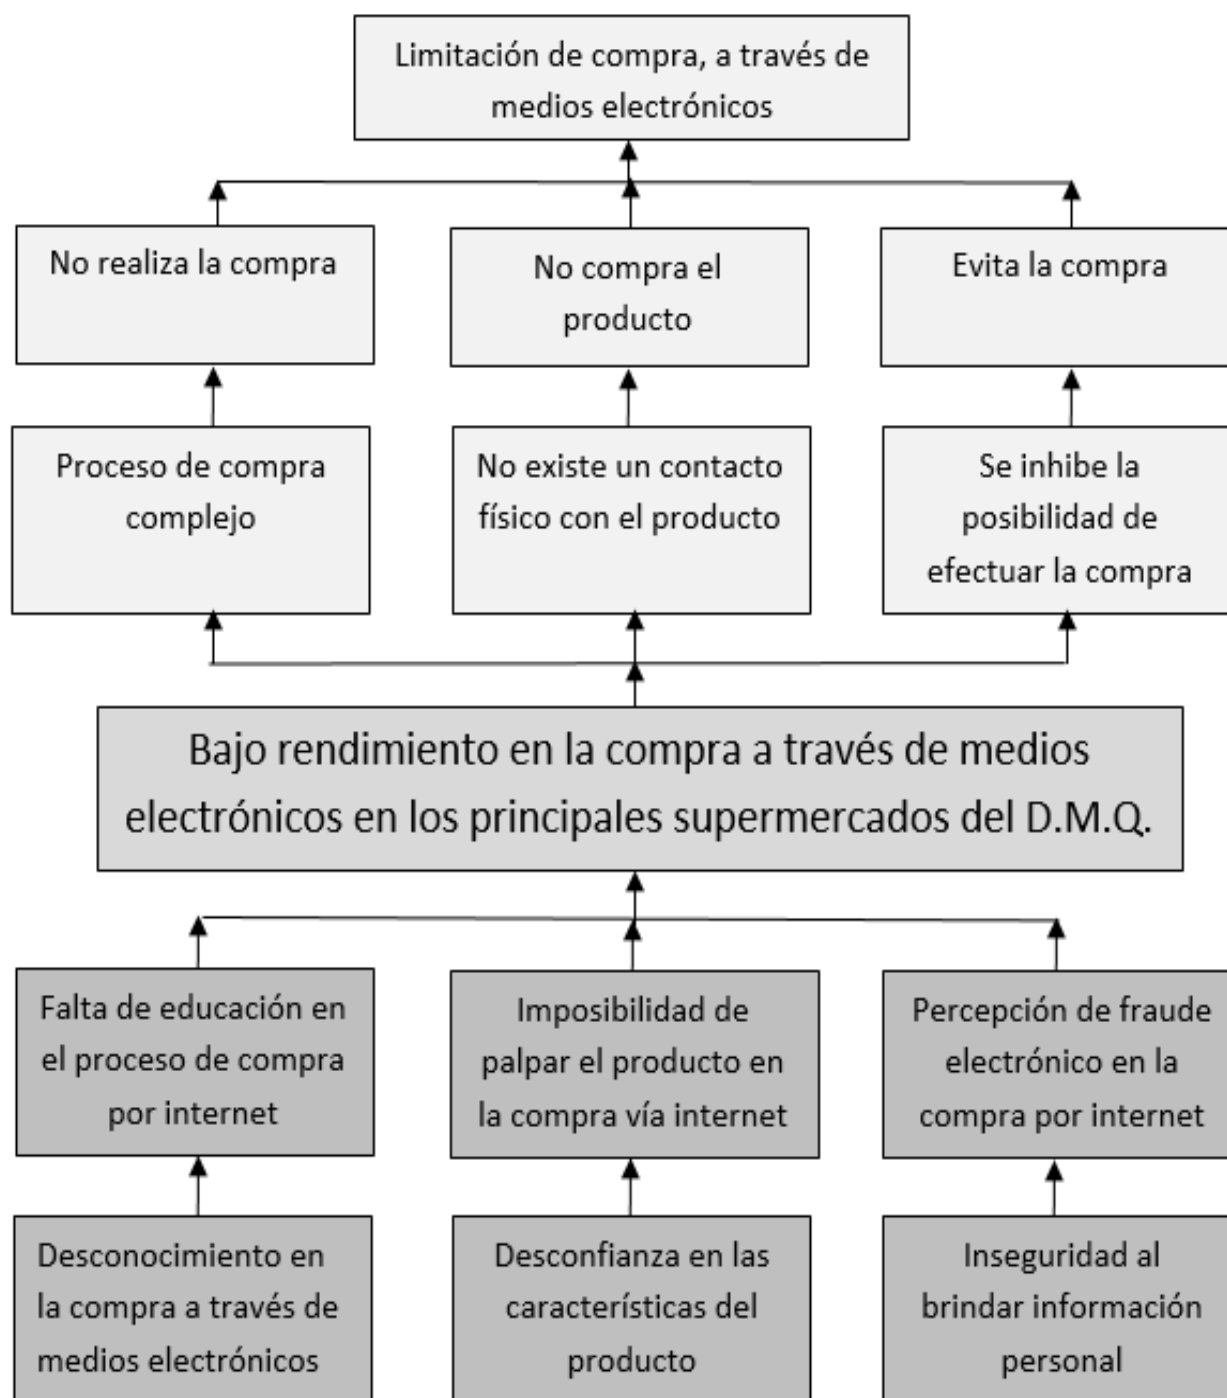 Limitación de compra, a través de
medios electrónicos
No realiza la compra
No compra el
producto
Evita la compra
Proceso de compra
complejo
No existe un contacto
físico con el producto
Se inhibe la
posibilidad de
efectuar la compra
Bajo rendimiento en la compra a través de medios
electrónicos en los principales supermercados del D.M.Q.
Falta de educación en
el proceso de compra
por internet
Imposibilidad de
palpar el producto en
la compra vía internet
Percepción de fraude
electrónico en la
compra por internet
Desconocimiento en
la compra a través de
medios electrónicos
Desconfianza en las
características del
producto
Inseguridad al
brindar información
personal